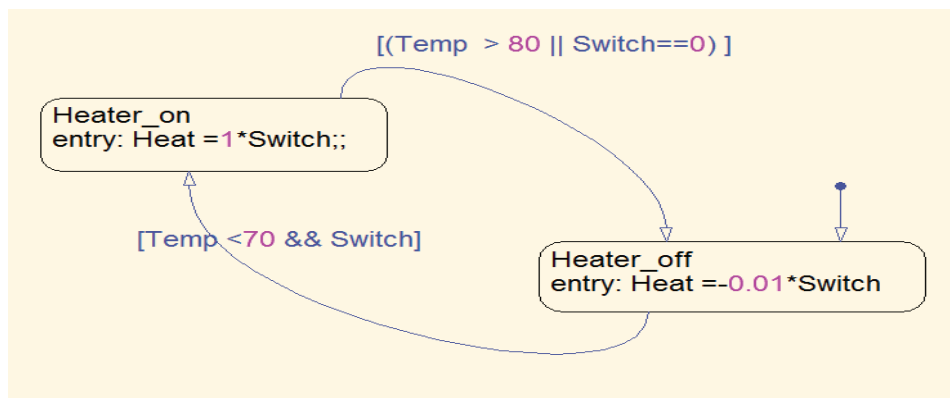 [(Temp > 80 || Switch==0) ]
Heater_on
entry: Heat =1*Switch;;
[Temp <70 && Switch]
Heater_off
entry: Heat =-0.01*Switch